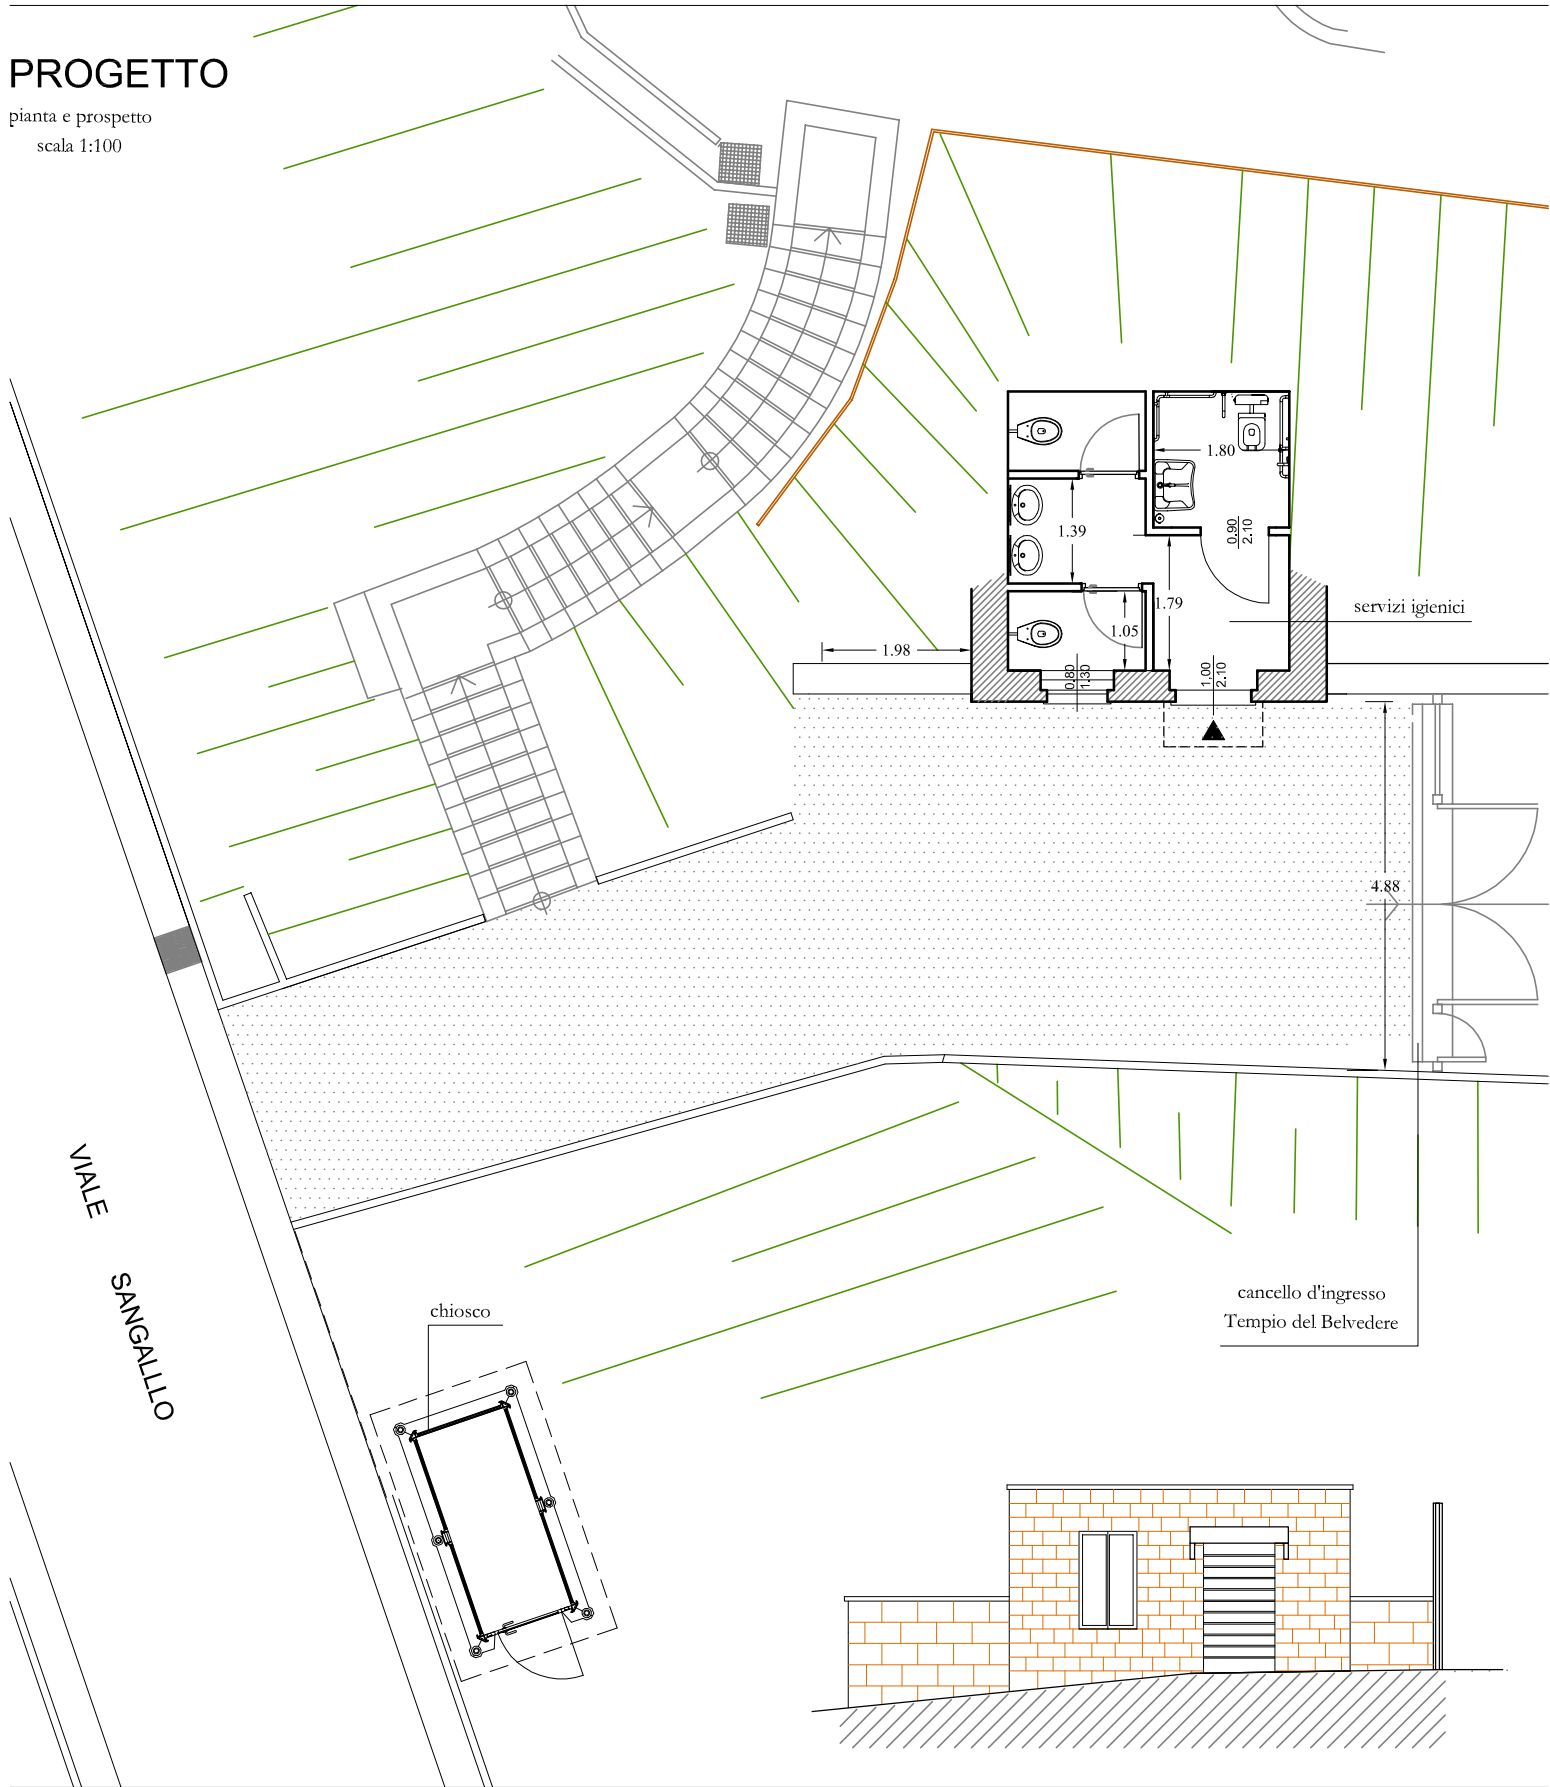 PROGETTO
pianta e prospetto
scala 1:100
1.80
0.90
2.10
1.39
1.79
1.05
servizi igienici
1.98
0.80
1.30
1.00
2.10
4.88
VIALE
SANGALLLO
chiosco
cancello d'ingresso
Tempio del Belvedere